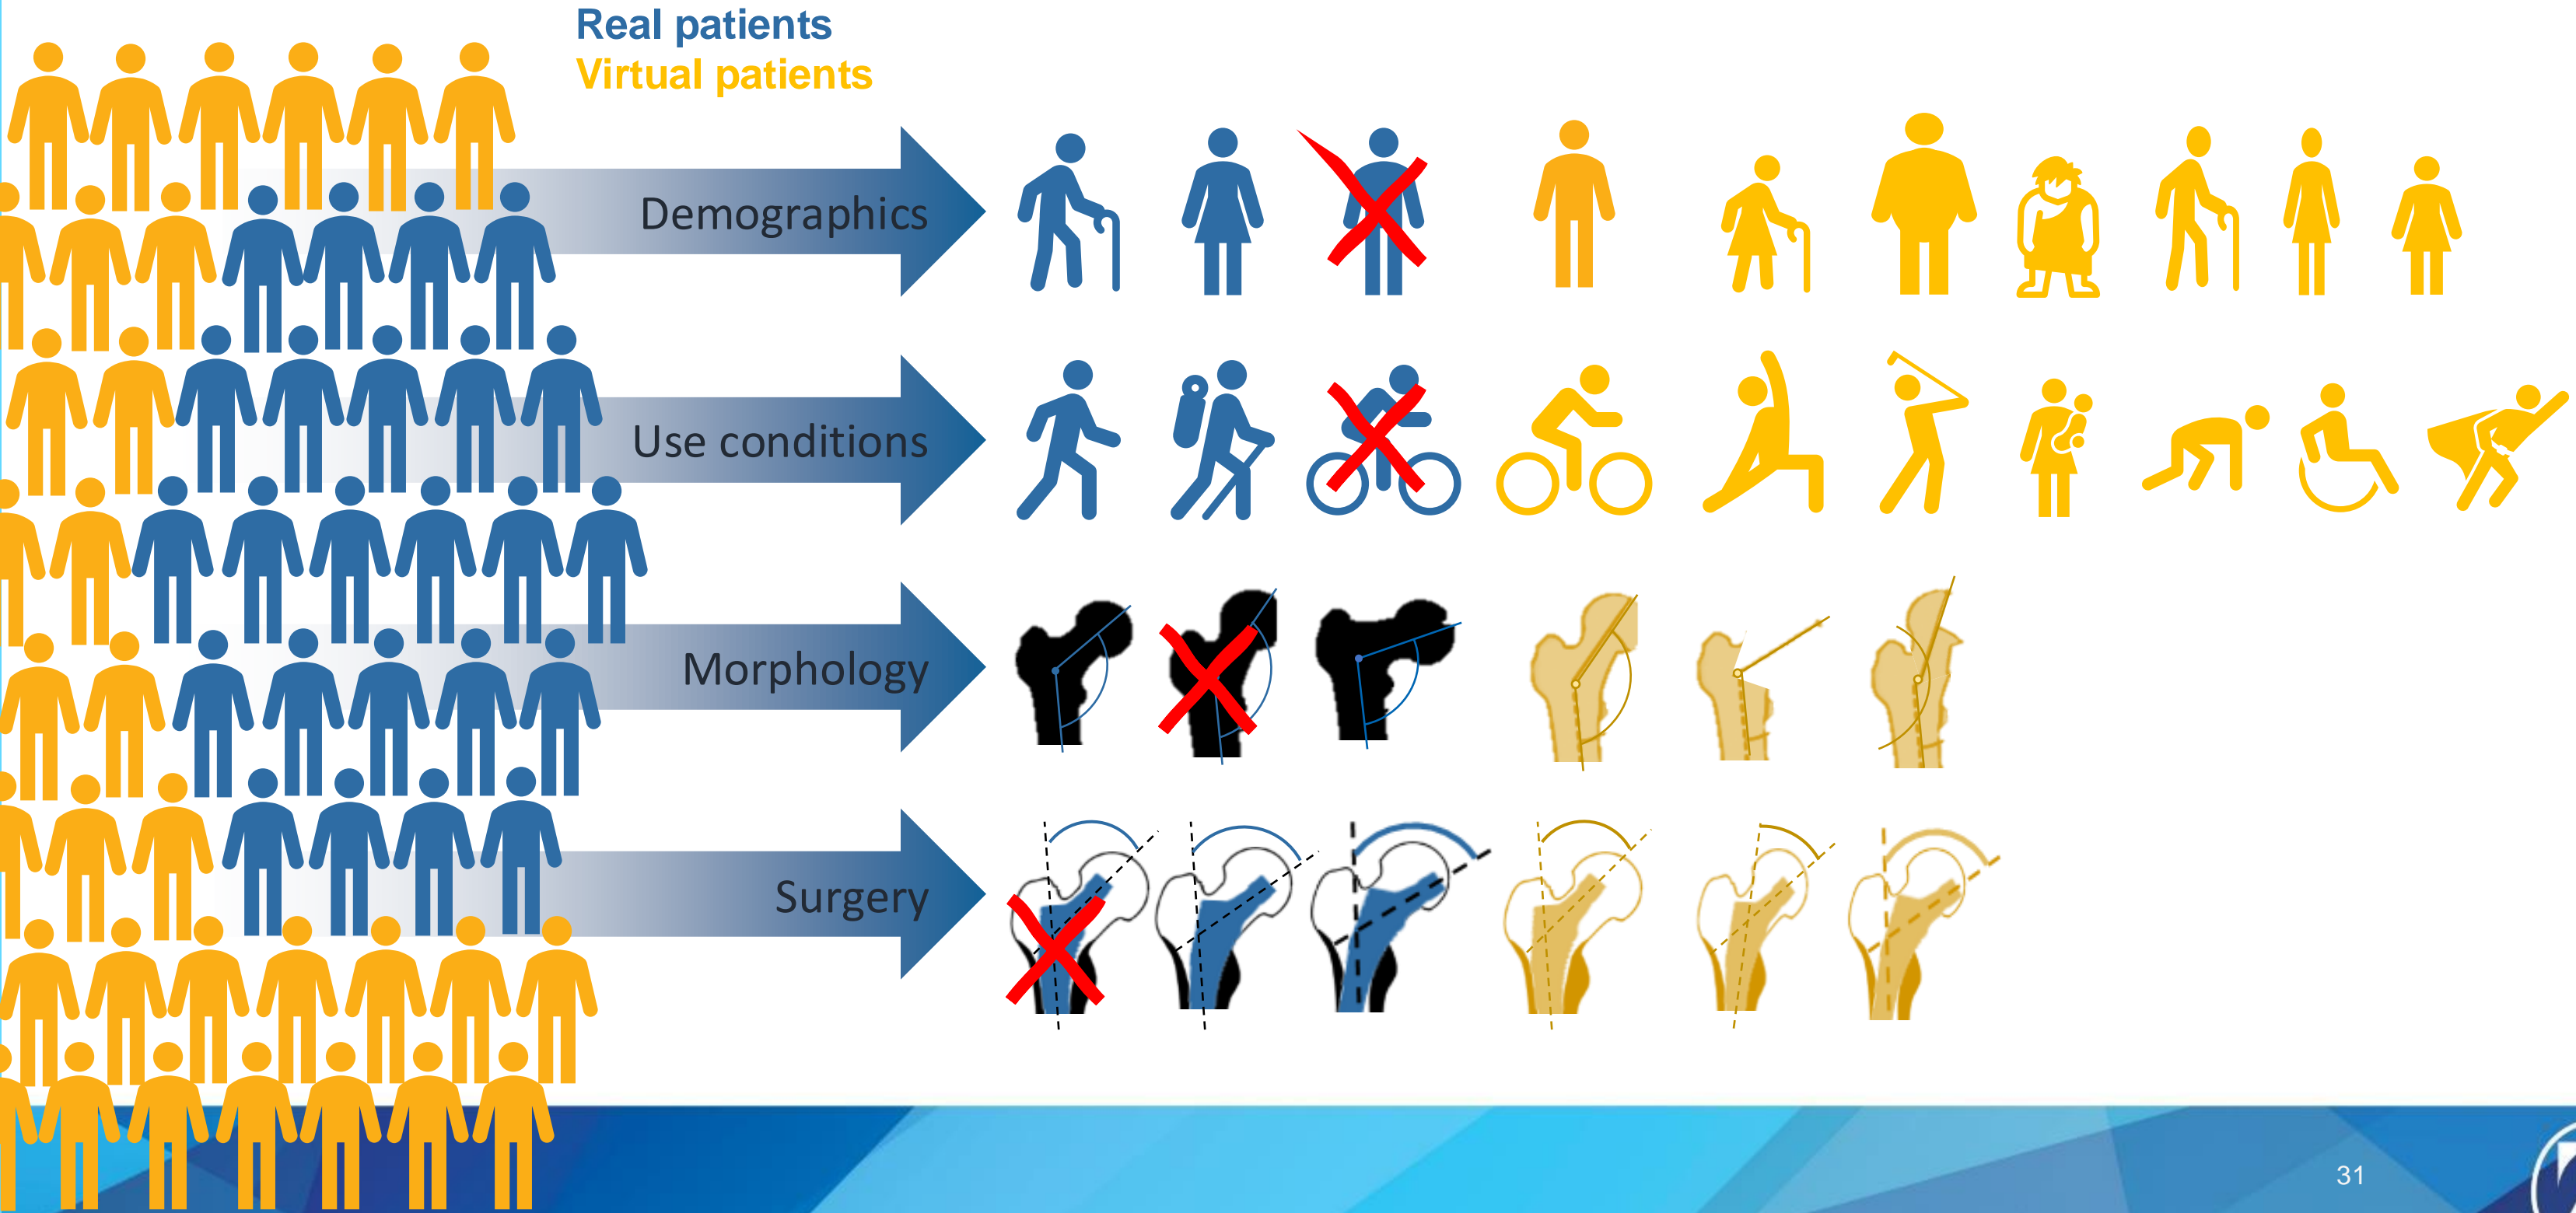 Real patients
Virtual patients
Demographics
Use conditions
Morphology
Surgery
31